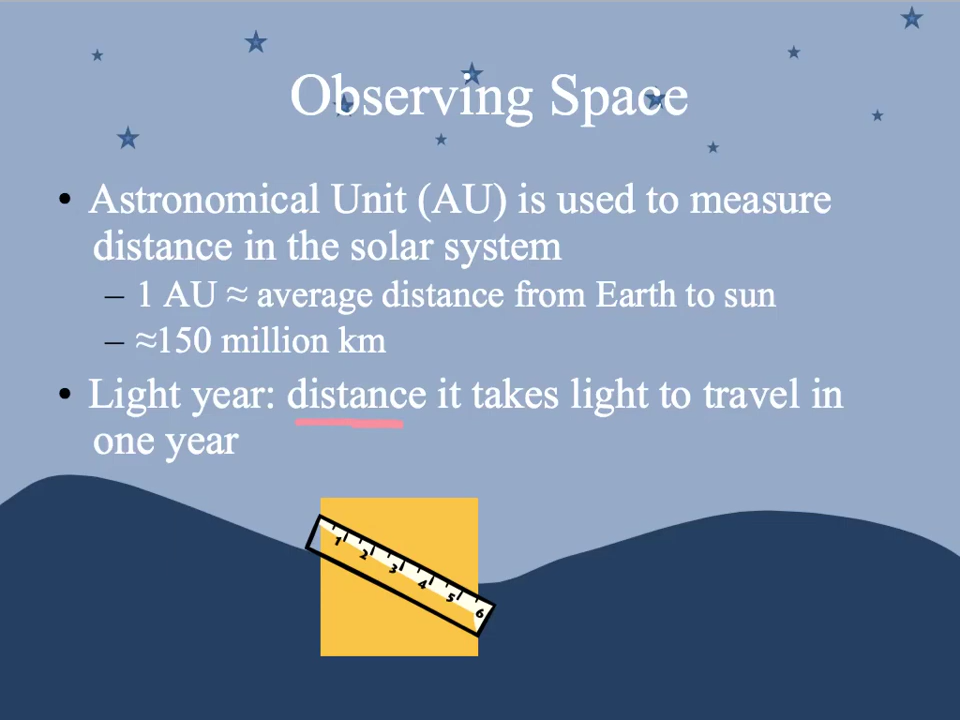 Observing Space
• Astronomical Unit (AU) is used to measure
distance in the solar system
– 1 AU ≈ average distance from Earth to sun
– ≈150 million km
• Light year: distance it takes light to travel in
one year
1 2 3 4 5 6